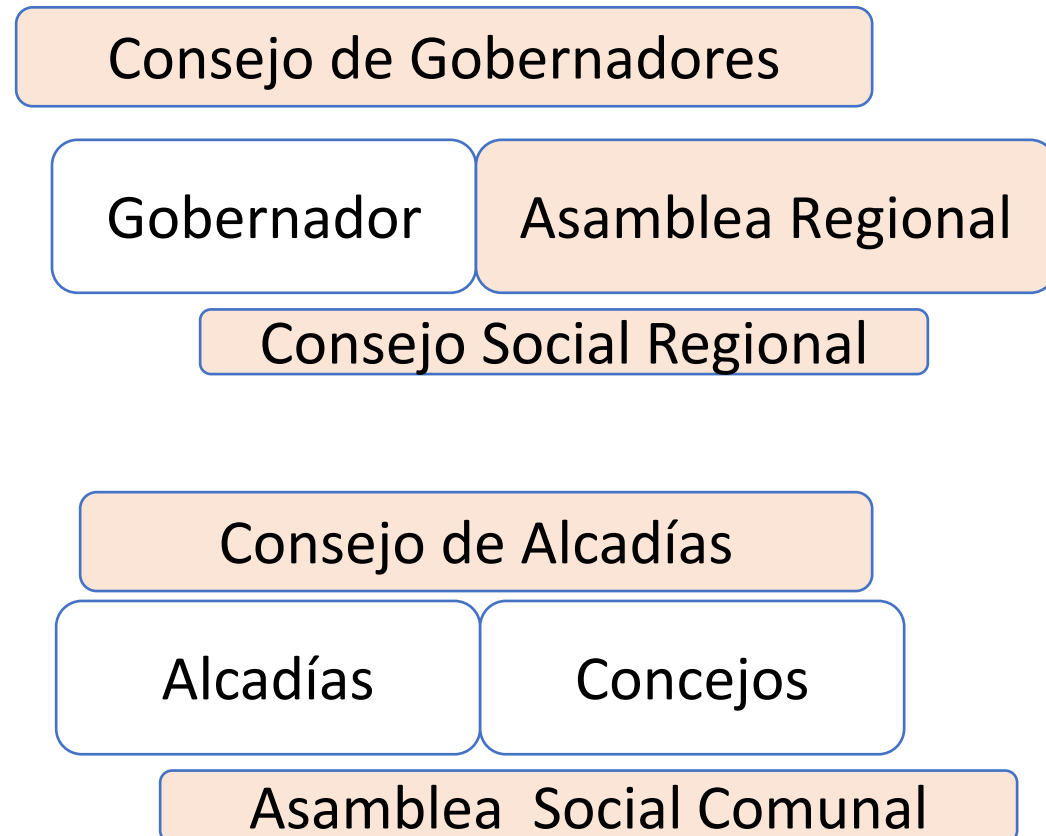 Consejo de Gobernadores
Gobernador
Asamblea Regional
Consejo Social Regional
Consejo de Alcadías
Alcadías
Concejos
Asamblea  Social Comunal